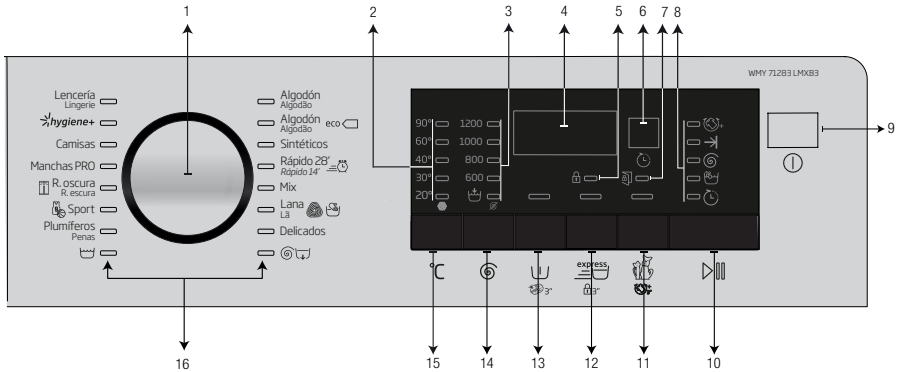 1
2
3
4
5
6
7
8
WMY 71283 LMXB3
9
Lencería
Lingerie
hygiene+
Camisas
Manchas PRO
R. oscura
R. escura
Sport
Plumíferos
Penas
Algodón
Algodão
Algodón
Algodão
eco
Sintéticos
Rápido 28'
Rápido 14'
Mix
Lana
Lã
Delicados
90°
60°
40°
30°
20°
1200
1000
800
600
+
°C
3"
express
3"
16
15
14
13
12
11
10